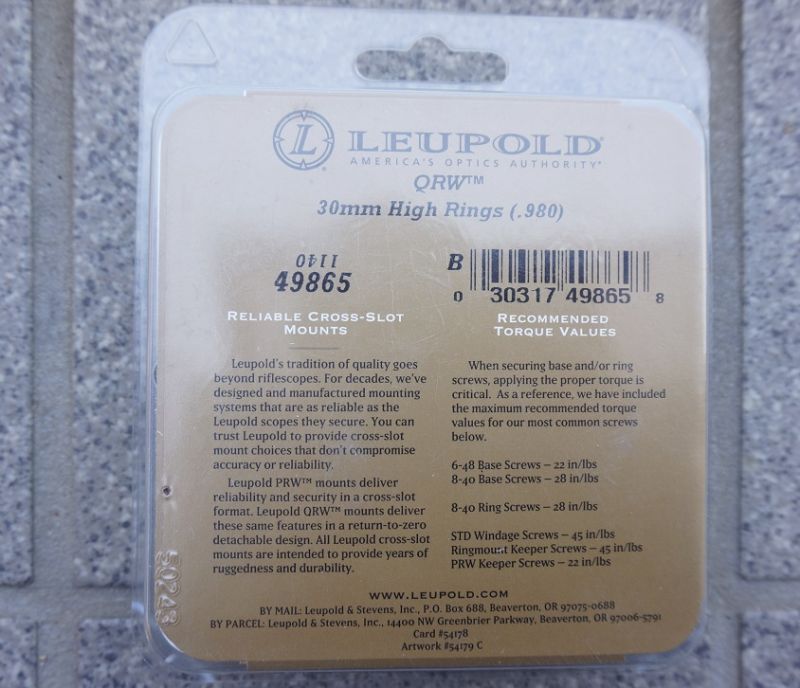 L
LEUPOLD®
AMERICA'S OPTICS AUTHORITY®
QRW™
30mm High Rings (.980)
1140
49865
B
0 30317 49865 8
RELIABLE CROSS-SLOT
MOUNTS
RECOMMENDED
TORQUE VALUES
Leupold's tradition of quality goes
beyond riflescopes. For decades, we've
designed and manufactured mounting
systems that are as reliable as the
Leupold scopes they secure. You can
trust Leupold to provide cross-slot
mount choices that don't compromise
accuracy or reliability.
Leupold PRW™ mounts deliver
reliability and security in a cross-slot
format. Leupold QRW™ mounts deliver
these same features in a return-to-zero
detachable design. All Leupold cross-slot
mounts are intended to provide years of
ruggedness and durability.
When securing base and/or ring
screws, applying the proper torque is
critical. As a reference, we have included
the maximum recommended torque
values for our most common screws
below.
6-48 Base Screws – 22 in/lbs
8-40 Base Screws – 28 in/lbs
8-40 Ring Screws – 28 in/lbs
STD Windage Screws – 45 in/lbs
Ringmount Keeper Screws – 45 in/lbs
PRW Keeper Screws – 22 in/lbs
50248
WWW.LEUPOLD.COM
BY MAIL: Leupold & Stevens, Inc., P.O. Box 688, Beaverton, OR 97075-0688
BY PARCEL: Leupold & Stevens, Inc., 14400 NW Greenbrier Parkway, Beaverton, OR 97006-5791
Card #54178
Artwork #54179 C